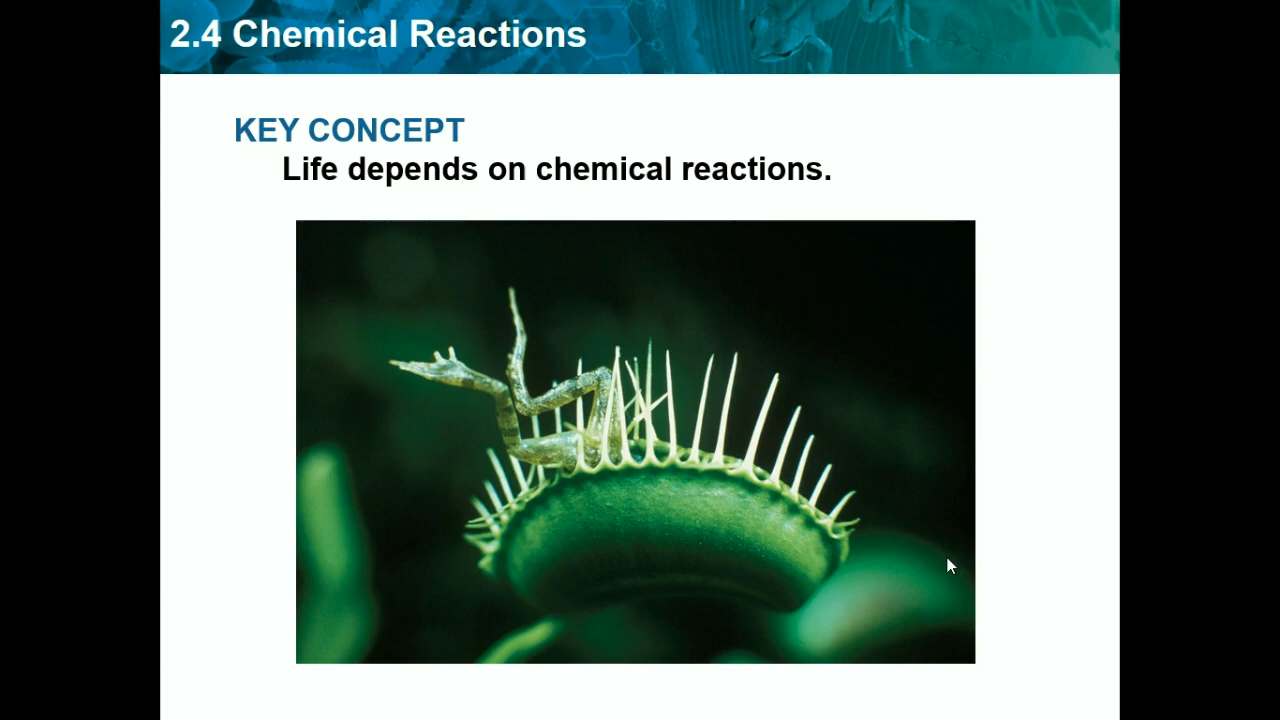 2.4 Chemical Reactions
KEY CONCEPT
Life depends on chemical reactions.